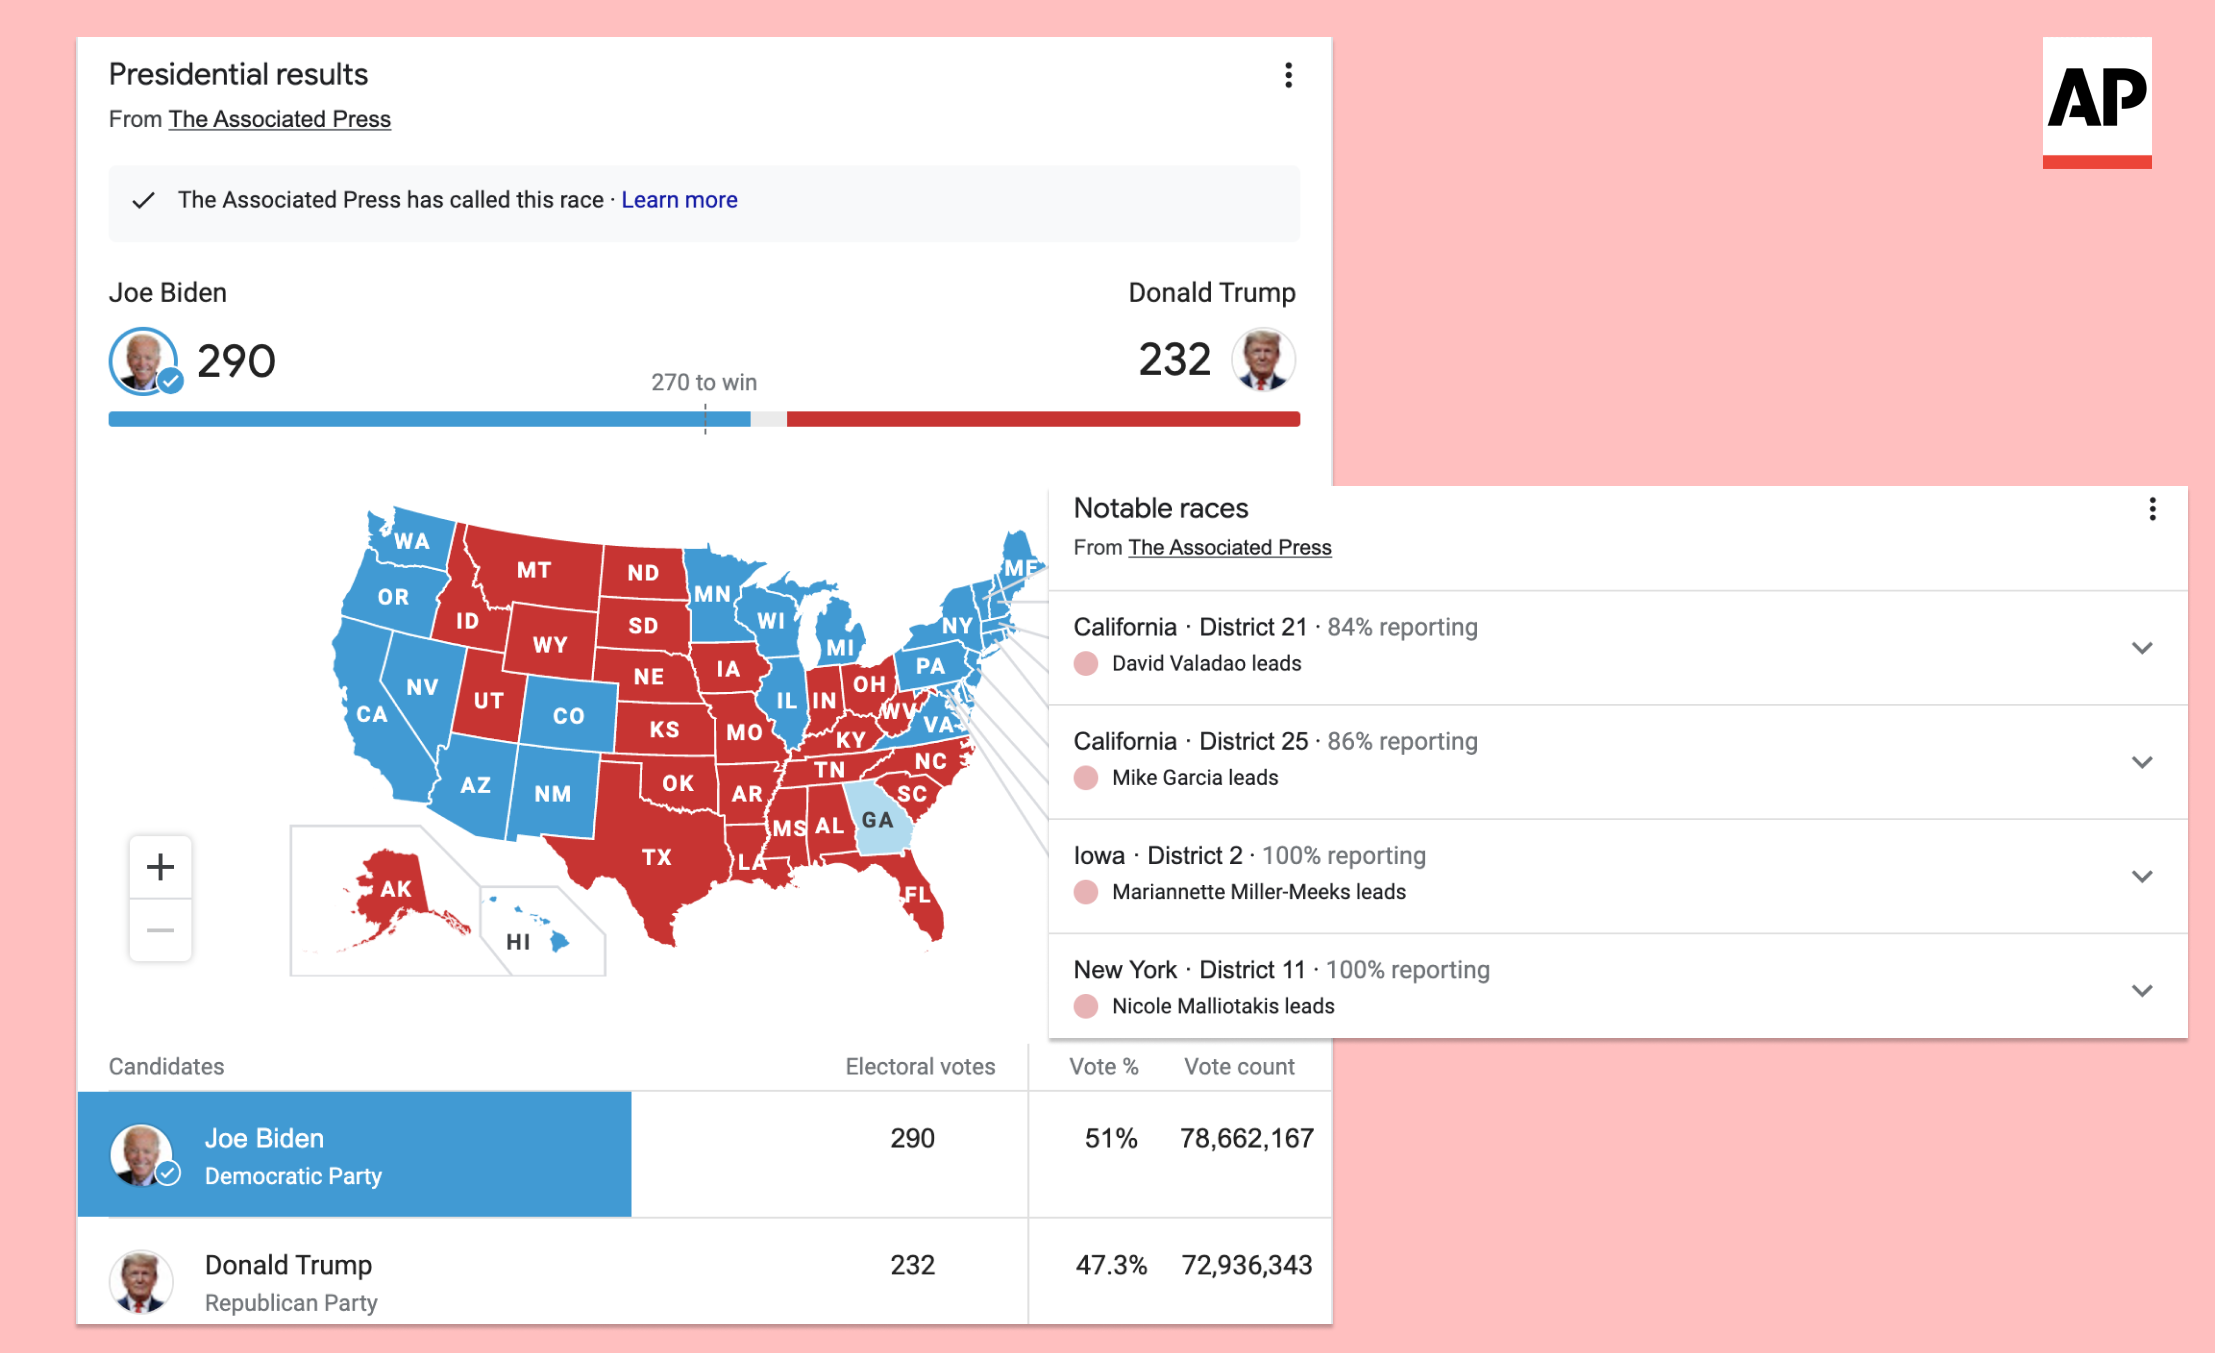 Presidential results
From The Associated Press
The Associated Press has called this race · Learn more
Joe Biden
Donald Trump
290
270 to win
232
WA
OR
CA
NV
ID
MT
WY
UT
CO
AZ
NM
ND
SD
NE
KS
OK
TX
MN
IA
MO
AR
LA
WI
IL
MI
IN
OH
KY
TN
MS
AL
GA
FL
SC
NC
VA
WV
PA
NY
ME
AK
HI
+
−
AP
Notable races
From The Associated Press
California · District 21 · 84% reporting
David Valadao leads
California · District 25 · 86% reporting
Mike Garcia leads
Iowa · District 2 · 100% reporting
Mariannette Miller-Meeks leads
New York · District 11 · 100% reporting
Nicole Malliotakis leads
Candidates Electoral votes Vote % Vote count
Joe Biden
Democratic Party
290 51% 78,662,167
Donald Trump
Republican Party
232 47.3% 72,936,343